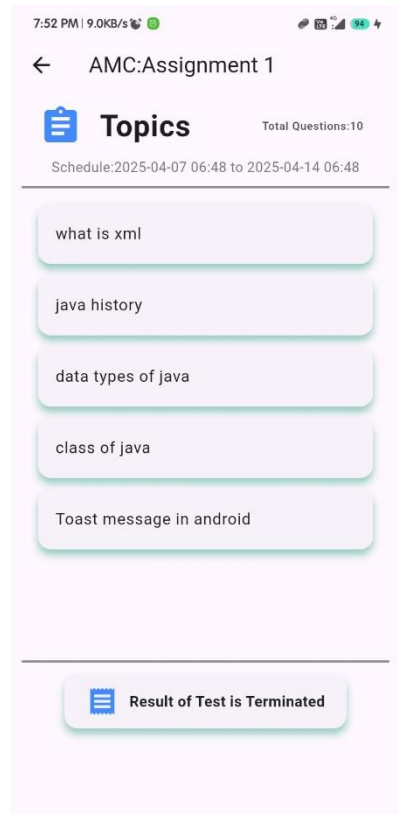 7:52 PM | 9.0KB/s
4G
94
AMC:Assignment 1
Topics
Total Questions:10
Schedule:2025-04-07 06:48 to 2025-04-14 06:48
what is xml
java history
data types of java
class of java
Toast message in android
Result of Test is Terminated